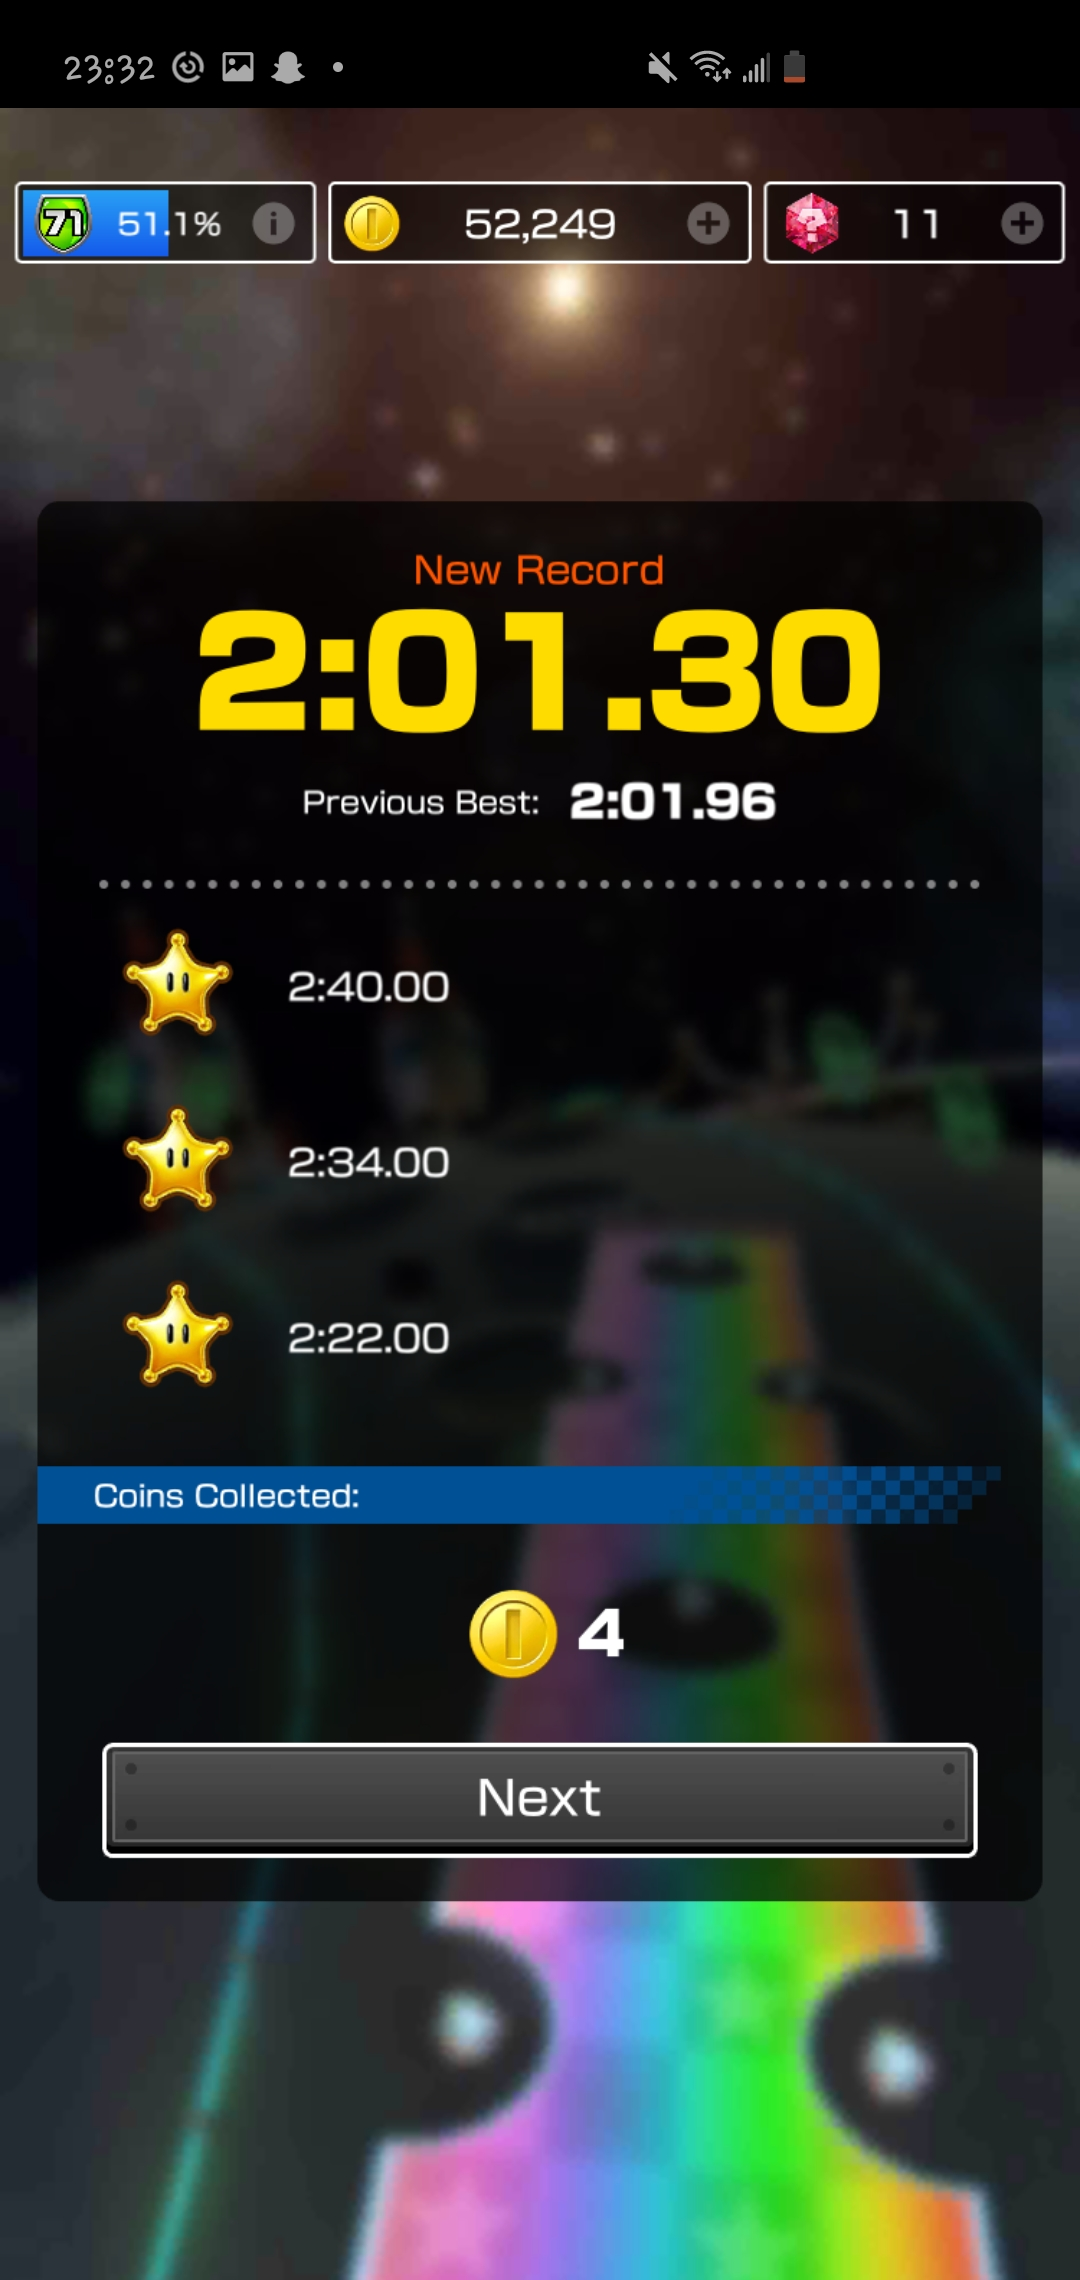 23:32
71 51.1% i 52,249 + ? 11 +
New Record
2:01.30
Previous Best: 2:01.96
2:40.00
2:34.00
2:22.00
Coins Collected:
4
Next